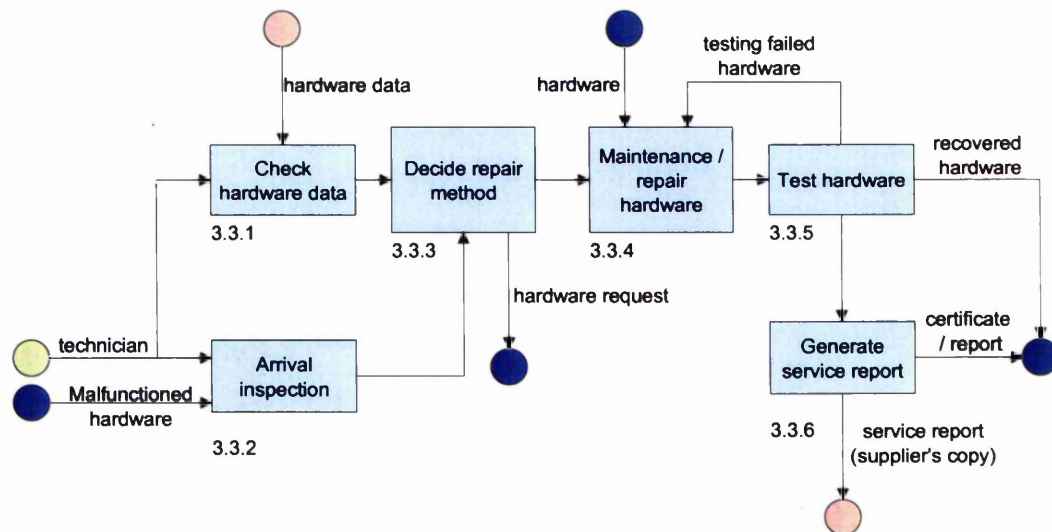 testing failed
hardware
hardware data
hardware
Check
hardware data
3.3.1
Decide repair
method
3.3.3
Maintenance /
repair
hardware
3.3.4
Test hardware
3.3.5
recovered
hardware
hardware request
technician
Malfunctioned
hardware
Arrival
inspection
3.3.2
Generate
service report
3.3.6
certificate
/ report
service report
(supplier's copy)